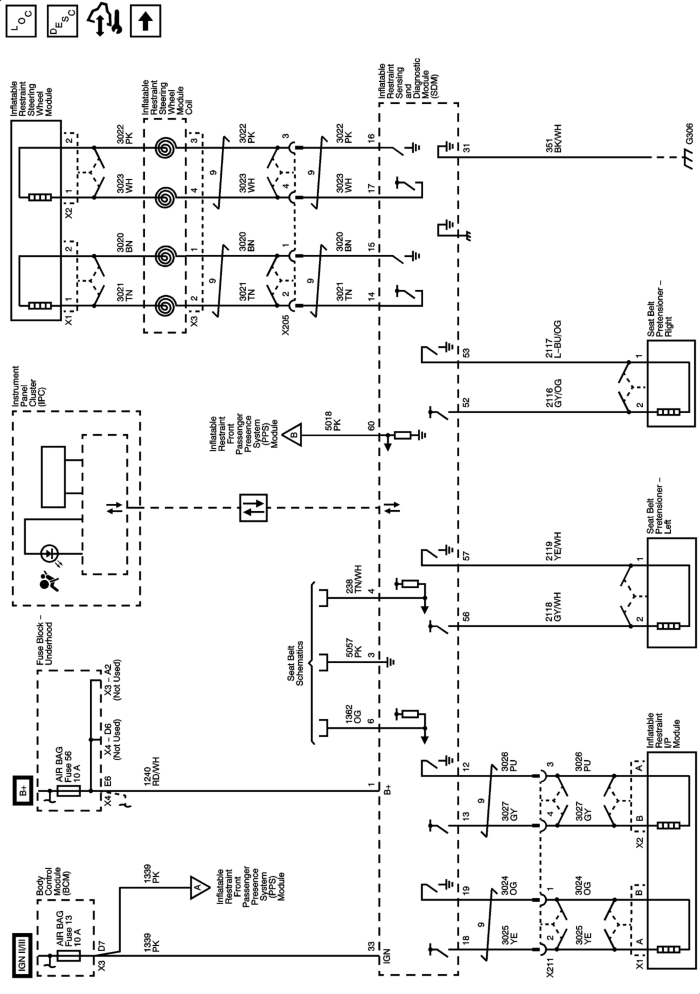 IGN II/III
Body
Control
Module
(BCM)
AIR BAG
Fuse 13
10 A
X3
D7
1339
PK
1339
PK
A
Inflatable
Restraint
Front
Passenger
Presence
System
(PPS)
Module
33
IGN
B+
Fuse Block –
Underhood
AIR BAG
Fuse 56
10 A
X4
E6
X4 – D6
(Not Used)
X3 – A2
(Not Used)
1240
RD/WH
1
B+
Instrument
Panel
Cluster
(IPC)
Seat Belt
Schematics
1362
OG
6
5057
PK
3
238
TN/WH
4
Inflatable
Restraint
Front
Passenger
Presence
System
(PPS)
Module
B
5018
PK
60
LOC
DESC
Inflatable
Restraint
Steering
Wheel
Module
X1
1
2
X2
1
2
3021
TN
3020
BN
3023
WH
3022
PK
Inflatable
Restraint
Steering
Wheel
Module
Coil
X3
2
1
4
3
3021
TN
9
3020
BN
3023
WH
9
3022
PK
X205
2
1
4
3
3021
TN
9
3020
BN
3023
WH
9
3022
PK
14
15
17
16
Inflatable
Restraint
Sensing
and
Diagnostic
Module
(SDM)
18
19
13
12
56
57
52
53
31
3025
YE
9
3024
OG
3027
GY
9
3026
PU
X211
2
1
4
3
3025
YE
3024
OG
3027
GY
3026
PU
X1
A
B
X2
B
A
Inflatable
Restraint
I/P
Module
2118
GY/WH
2119
YE/WH
2
1
Seat Belt
Pretensioner –
Left
2116
GY/OG
2117
L-BU/OG
2
1
Seat Belt
Pretensioner –
Right
351
BK/WH
G306